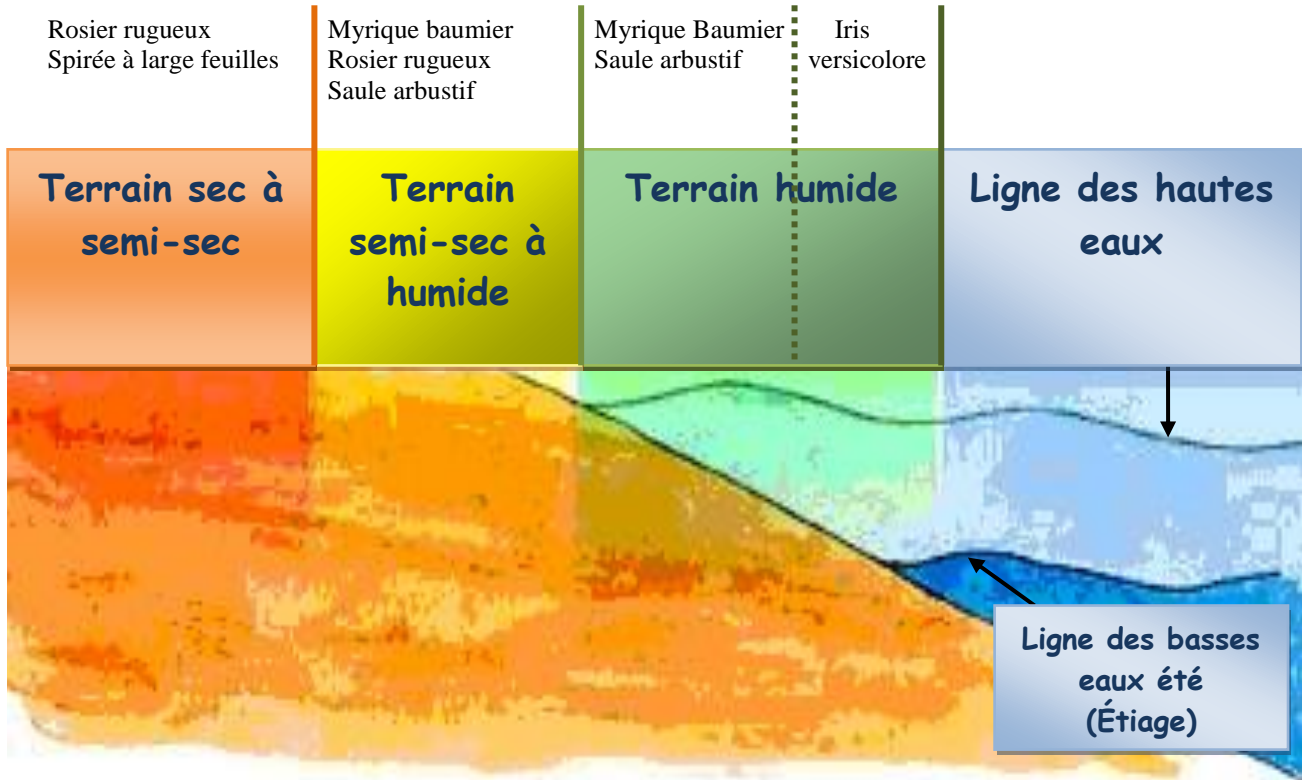 Rosier rugueux
Spirée à large feuilles
Myrique baumier
Rosier rugueux
Saule arbustif
Myrique Baumier
Saule arbustif
Iris
versicolore
Terrain sec à
semi-sec
Terrain
semi-sec à
humide
Terrain humide
Ligne des hautes
eaux
Ligne des basses
eaux été
(Étiage)